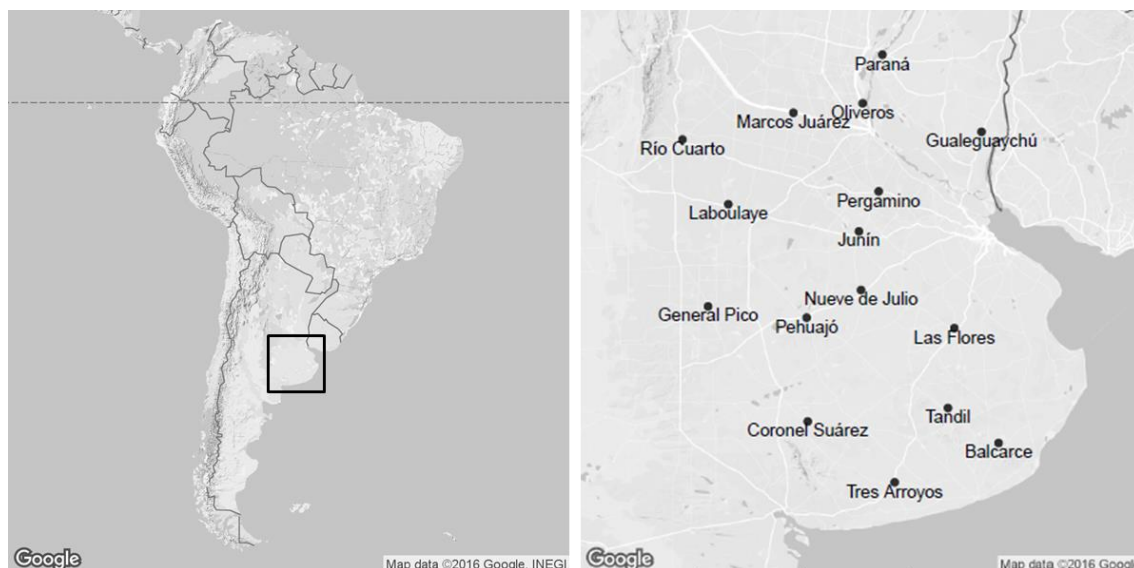 Google
Map data ©2016 Google, INEGI
Paraná
Oliveros
Marcos Juárez
Gualeguaychú
Río Cuarto
Pergamino
Laboulaye
Junín
Nueve de Julio
General Pico
Pehuajó
Las Flores
Tandil
Coronel Suárez
Balcarce
Tres Arroyos
Google
Map data ©2016 Google